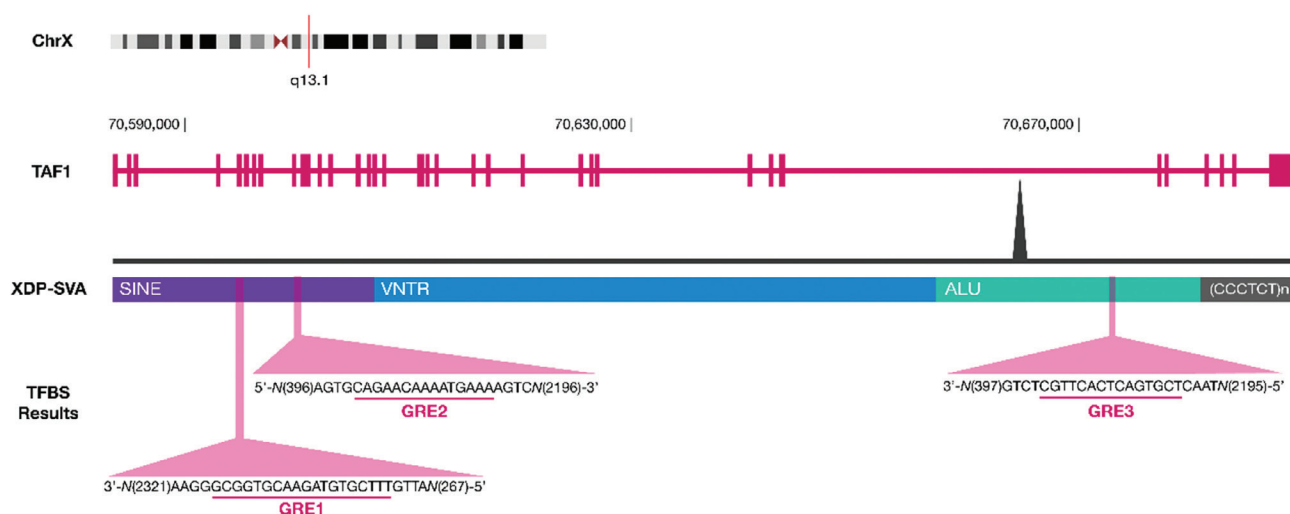 ChrX
q13.1
70,590,000 | 70,630,000 | 70,670,000 |
TAF1
XDP-SVA SINE VNTR ALU (CCCTCT)n
5'-N(396)AGTGCAGAACAAAATGAAAAGTCN(2196)-3'
GRE2
3'-N(397)GTCTCGTTCACTCAGTGCTCAATN(2195)-5'
GRE3
TFBS
Results
3'-N(2321)AAGGGCGGTGCAAGATGTGCTTTGTTAN(267)-5'
GRE1